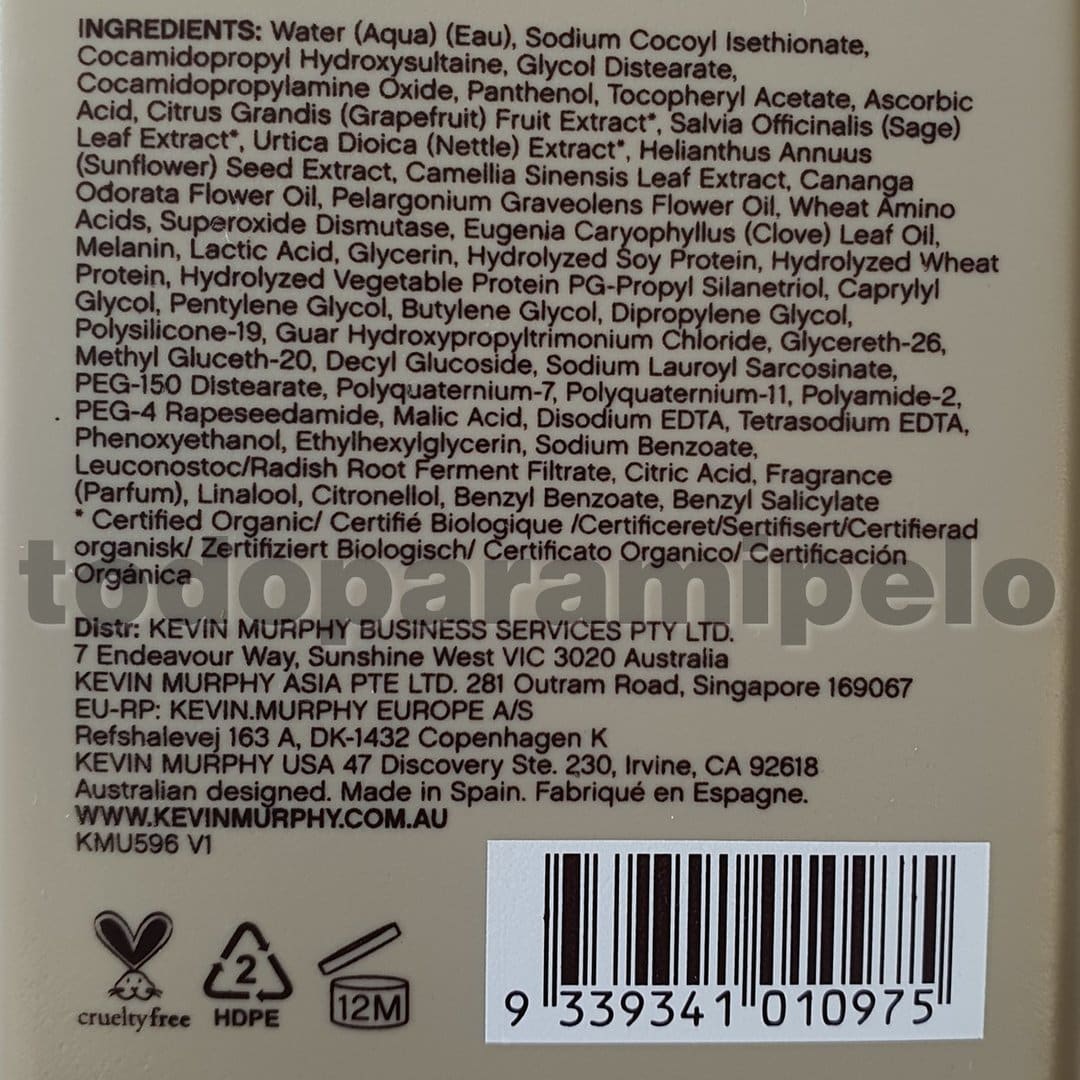 INGREDIENTS: Water (Aqua) (Eau), Sodium Cocoyl Isethionate,
Cocamidopropyl Hydroxysultaine, Glycol Distearate,
Cocamidopropylamine Oxide, Panthenol, Tocopheryl Acetate, Ascorbic
Acid, Citrus Grandis (Grapefruit) Fruit Extract*, Salvia Officinalis (Sage)
Leaf Extract*, Urtica Dioica (Nettle) Extract*, Helianthus Annuus
(Sunflower) Seed Extract, Camellia Sinensis Leaf Extract, Cananga
Odorata Flower Oil, Pelargonium Graveolens Flower Oil, Wheat Amino
Acids, Superoxide Dismutase, Eugenia Caryophyllus (Clove) Leaf Oil,
Melanin, Lactic Acid, Glycerin, Hydrolyzed Soy Protein, Hydrolyzed Wheat
Protein, Hydrolyzed Vegetable Protein PG-Propyl Silanetriol, Caprylyl
Glycol, Pentylene Glycol, Butylene Glycol, Dipropylene Glycol,
Polysilicone-19, Guar Hydroxypropyltrimonium Chloride, Glycereth-26,
Methyl Gluceth-20, Decyl Glucoside, Sodium Lauroyl Sarcosinate,
PEG-150 DIstearate, Polyquaternium-7, Polyquaternium-11, Polyamide-2,
PEG-4 Rapeseedamide, Malic Acid, Disodium EDTA, Tetrasodium EDTA,
Phenoxyethanol, Ethylhexylglycerin, Sodium Benzoate,
Leuconostoc/Radish Root Ferment Filtrate, Citric Acid, Fragrance
(Parfum), Linalool, Citronellol, Benzyl Benzoate, Benzyl Salicylate
* Certified Organic/ Certifié Biologique /Certificeret/Sertifisert/Certifierad
organisk/ Zertifiziert Biologisch/ Certificato Organico/ Certificación
Orgánica
todoparamipelo
Distr: KEVIN MURPHY BUSINESS SERVICES PTY LTD.
7 Endeavour Way, Sunshine West VIC 3020 Australia
KEVIN MURPHY ASIA PTE LTD. 281 Outram Road, Singapore 169067
EU-RP: KEVIN.MURPHY EUROPE A/S
Refshalevej 163 A, DK-1432 Copenhagen K
KEVIN MURPHY USA 47 Discovery Ste. 230, Irvine, CA 92618
Australian designed. Made in Spain. Fabriqué en Espagne.
WWW.KEVINMURPHY.COM.AU
KMU596 V1
crueltyfree
2
HDPE
12M
9 339341 010975